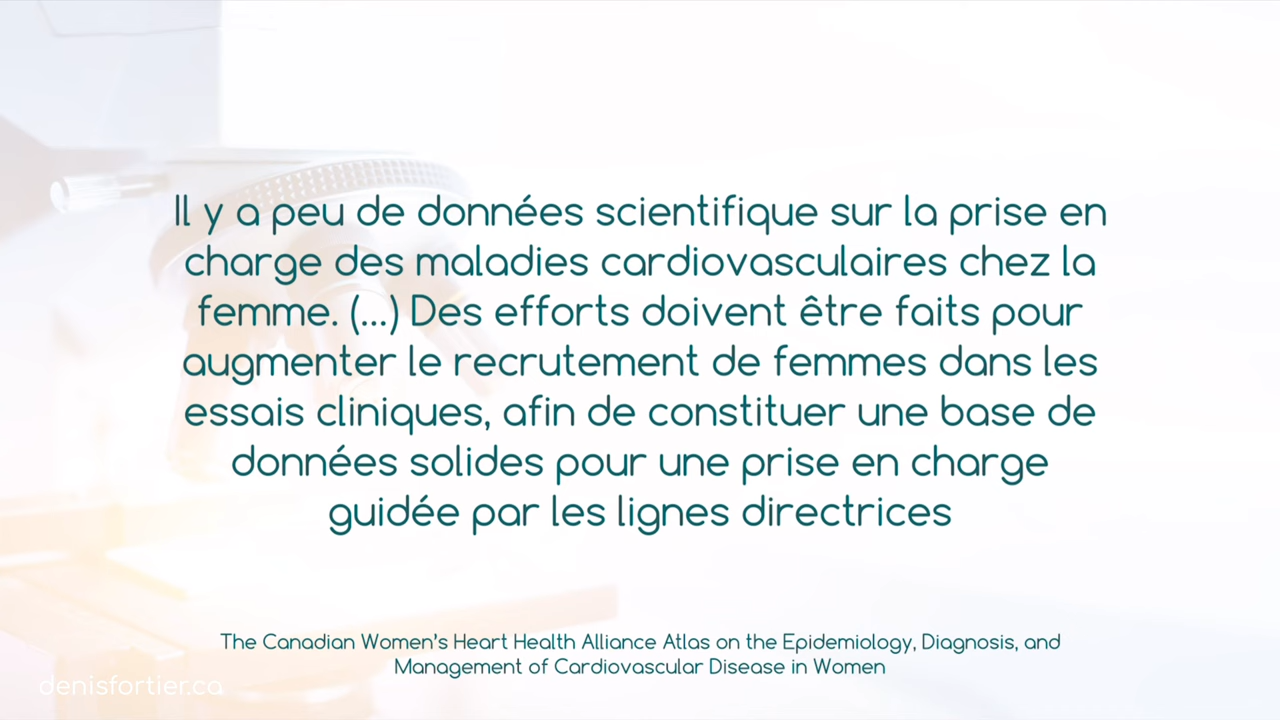 Il y a peu de données scientifique sur la prise en
charge des maladies cardiovasculaires chez la
femme. (...) Des efforts doivent être faits pour
augmenter le recrutement de femmes dans les
essais cliniques, afin de constituer une base de
données solides pour une prise en charge
guidée par les lignes directrices
The Canadian Women's Heart Health Alliance Atlas on the Epidemiology, Diagnosis, and
Management of Cardiovascular Disease in Women
denisfortier.ca